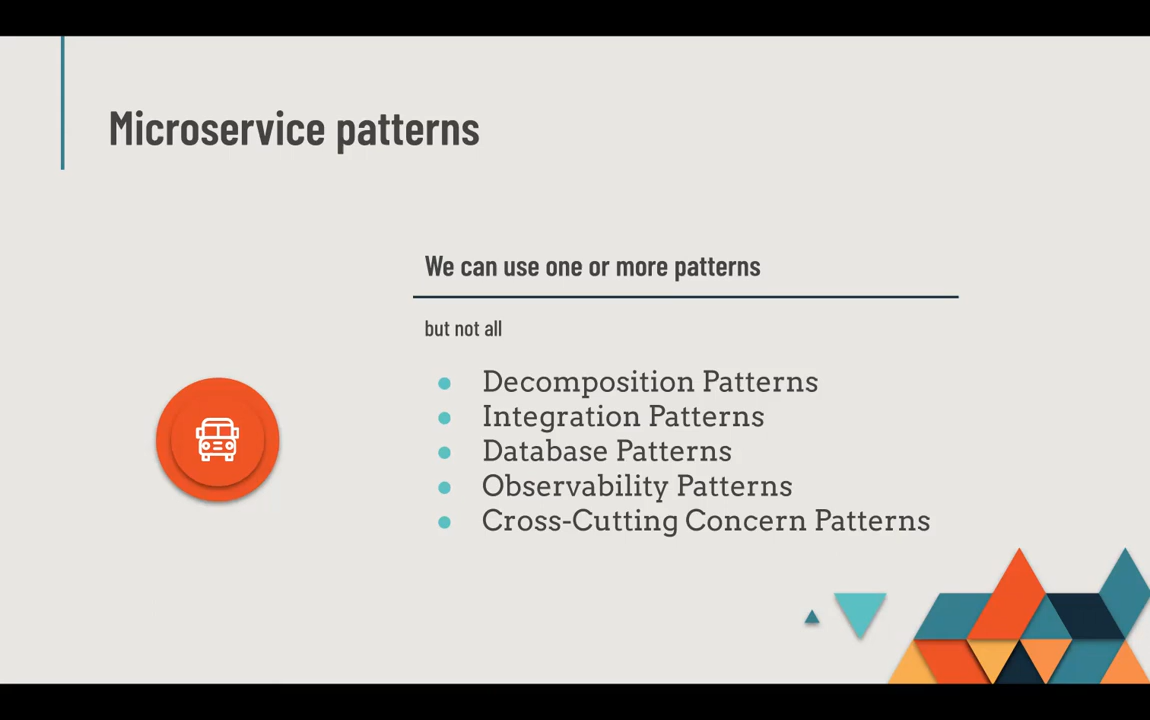 Microservice patterns
We can use one or more patterns
but not all
Decomposition Patterns
Integration Patterns
Database Patterns
Observability Patterns
Cross-Cutting Concern Patterns